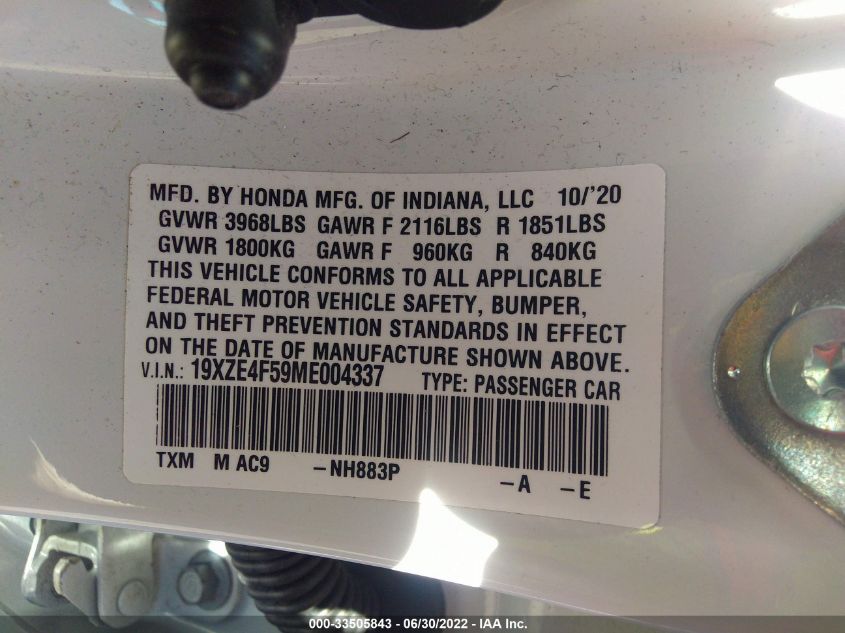 MFD. BY HONDA MFG. OF INDIANA, LLC 10/'20
GVWR 3968LBS GAWR F 2116LBS R 1851LBS
GVWR 1800KG GAWR F 960KG R 840KG
THIS VEHICLE CONFORMS TO ALL APPLICABLE
FEDERAL MOTOR VEHICLE SAFETY, BUMPER,
AND THEFT PREVENTION STANDARDS IN EFFECT
ON THE DATE OF MANUFACTURE SHOWN ABOVE.
V.I.N.: 19XZE4F59ME004337 TYPE: PASSENGER CAR
TXM M AC9 -NH883P -A -E
000-33505843 - 06/30/2022 - IAA Inc.